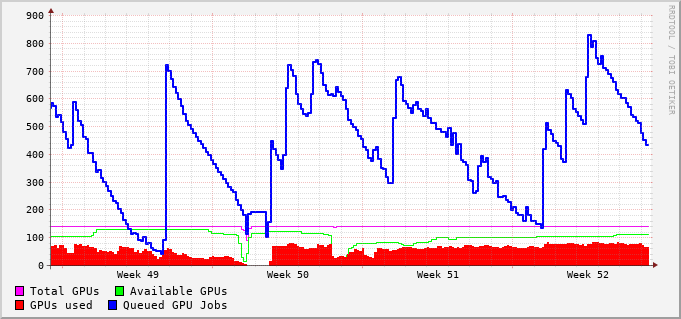 900
800
700
600
500
400
300
200
100
0
Week 49 Week 50 Week 51 Week 52
Total GPUs Available GPUs
GPUs used Queued GPU Jobs
RRDTOOL / TOBI OETIKER